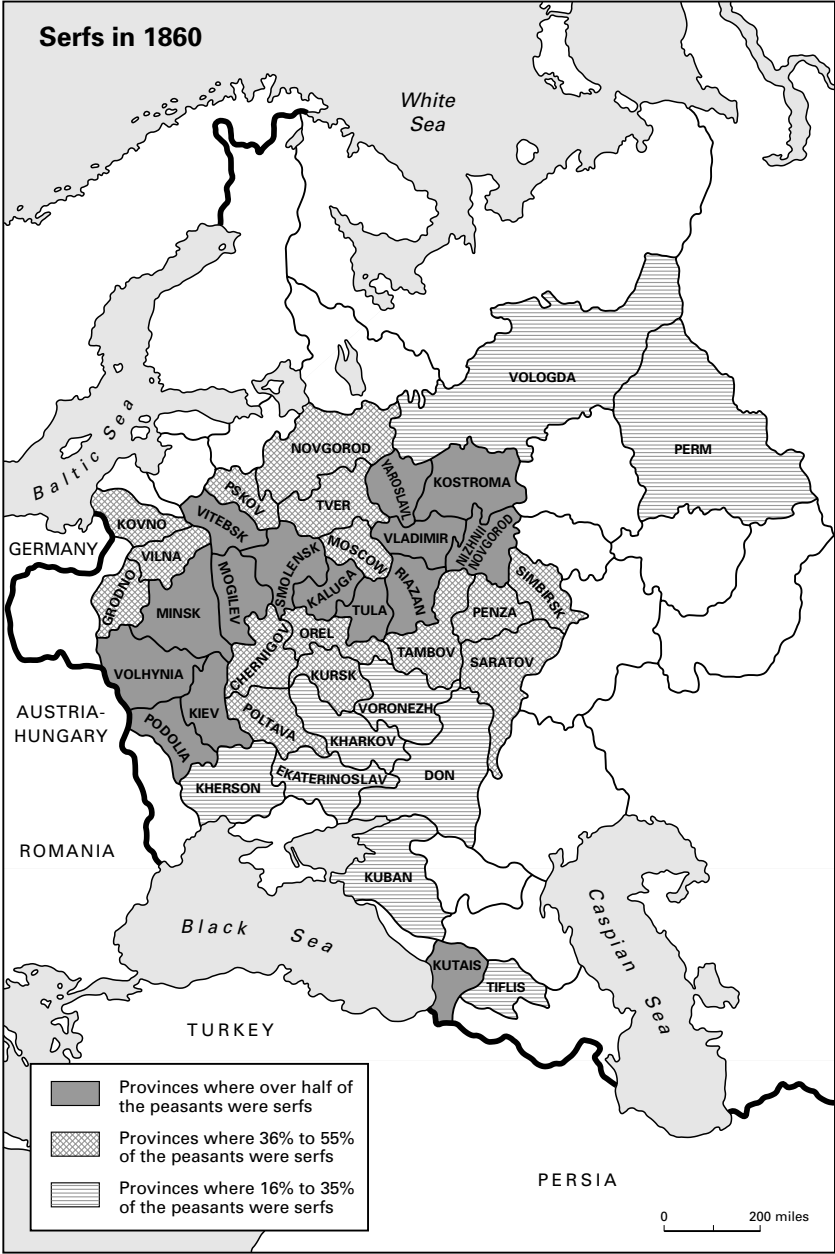 Serfs in 1860
White
Sea
VOLOGDA
PERM
NOVGOROD
YAROSLAVL
KOSTROMA
Baltic Sea
PSKOV
TVER
KOVNO
VITEBSK
VLADIMIR
NIZHNII
NOVGOROD
GERMANY
VILNA
MOSCOW
SMOLENSK
SIMBIRSK
GRODNO
MOGILEV
KALUGA
RIAZAN
MINSK
TULA
PENZA
OREL
CHERNIGOV
TAMBOV
SARATOV
VOLHYNIA
KURSK
VORONEZH
AUSTRIA-
HUNGARY
KIEV
PODOLIA
POLTAVA
KHARKOV
KHERSON
EKATERINOSLAV
DON
ROMANIA
KUBAN
Black Sea
Caspian Sea
KUTAIS
TIFLIS
TURKEY
Provinces where over half of
the peasants were serfs
Provinces where 36% to 55%
of the peasants were serfs
Provinces where 16% to 35%
of the peasants were serfs
PERSIA
0 200 miles